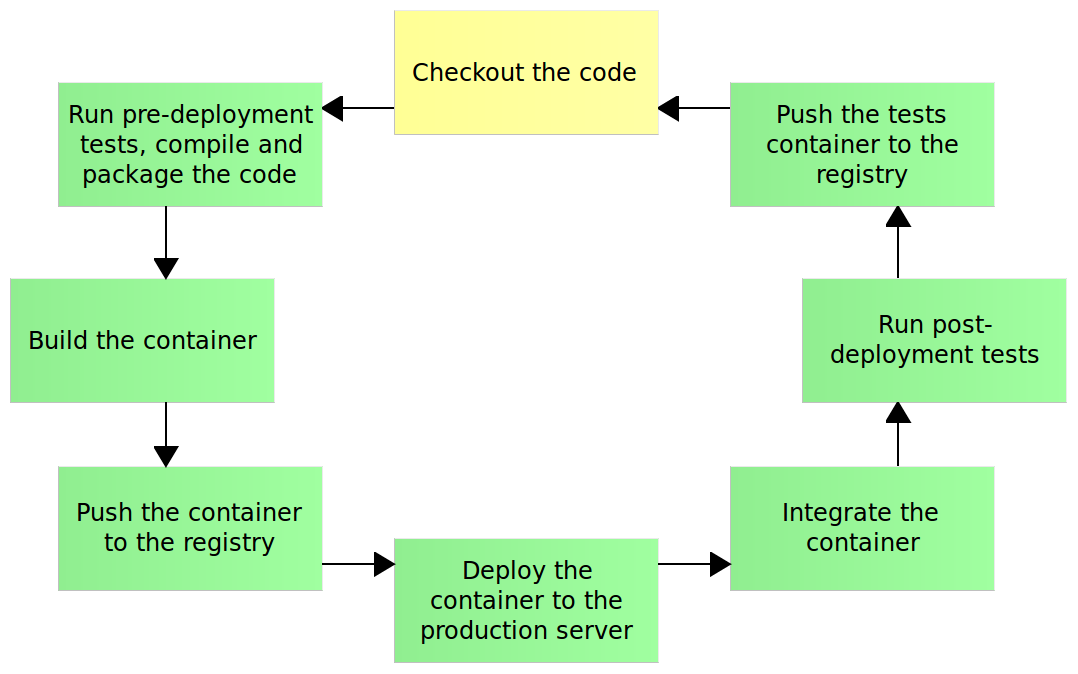 Checkout the code
Run pre-deployment
tests, compile and
package the code
Build the container
Push the container
to the registry
Deploy the
container to the
production server
Integrate the
container
Run post-
deployment tests
Push the tests
container to the
registry